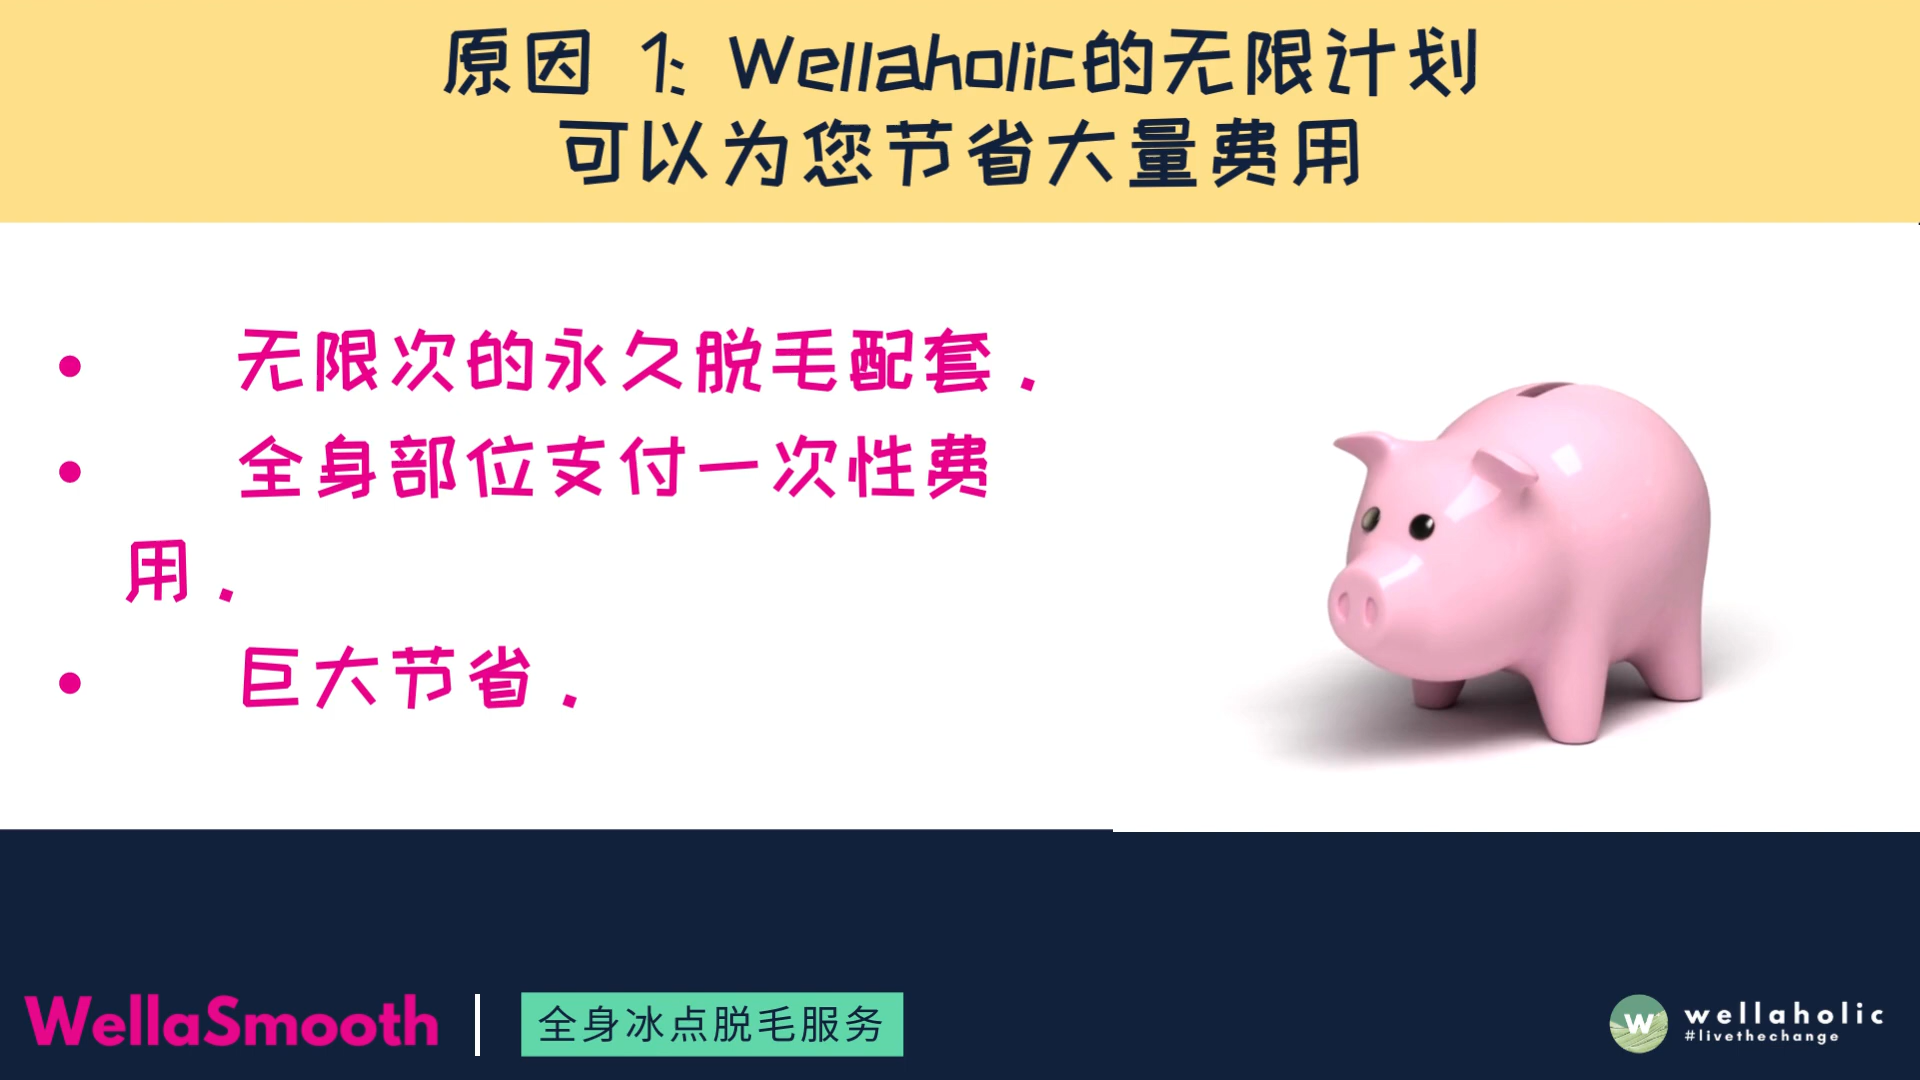 原因 1: Wellaholic的无限计划
可以为您节省大量费用
• 无限次的永久脱毛配套.
• 全身部位支付一次性费
用.
• 巨大节省.
WellaSmooth | 全身冰点脱毛服务
W wellaholic
#livethechange